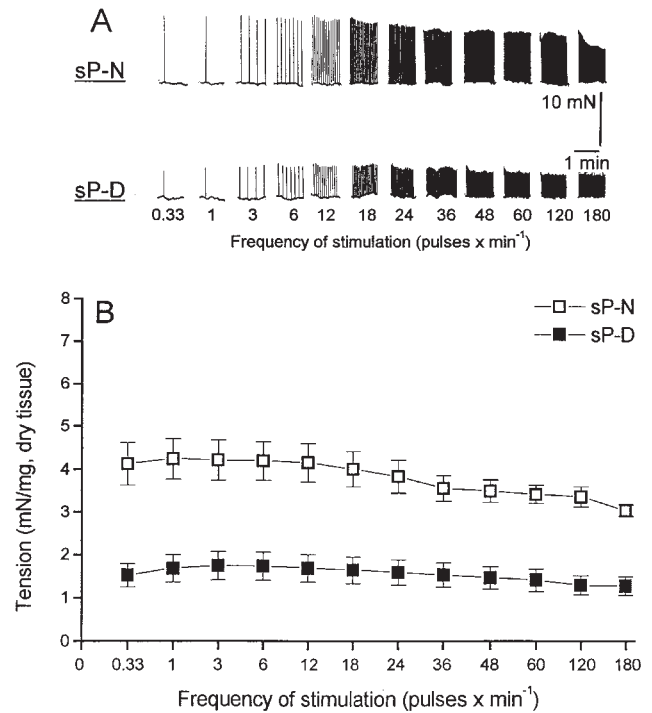 A
sP-N
10 mN
1 min
sP-D
0.33 1 3 6 12 18 24 36 48 60 120 180
Frequency of stimulation (pulses x min⁻¹)
B
sP-N
sP-D
Tension (mN/mg, dry tissue)
8
7
6
5
4
3
2
1
0
0 0.33 1 3 6 12 18 24 36 48 60 120 180
Frequency of stimulation (pulses x min⁻¹)